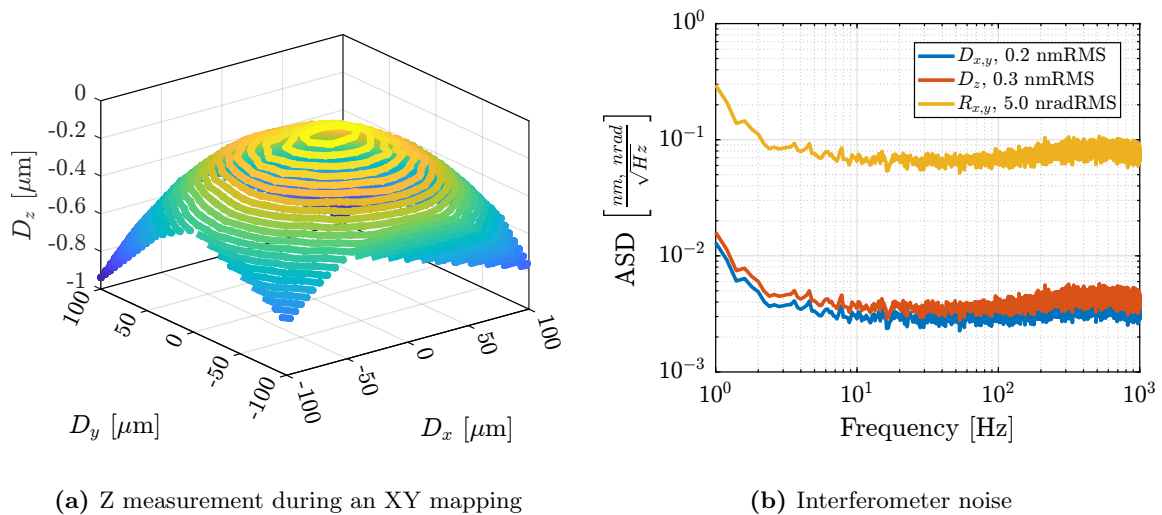 0
-0.2
-0.4
-0.6
-0.8
-1
D_z [μm]
100
50
0
-50
-100
D_y [μm]
-100
-50
0
50
100
D_x [μm]
(a) Z measurement during an XY mapping
10^0
10^-1
10^-2
10^-3
ASD [nm, nrad / √Hz]
D_{x,y}, 0.2 nmRMS
D_z, 0.3 nmRMS
R_{x,y}, 5.0 nradRMS
10^0 10^1 10^2 10^3
Frequency [Hz]
(b) Interferometer noise